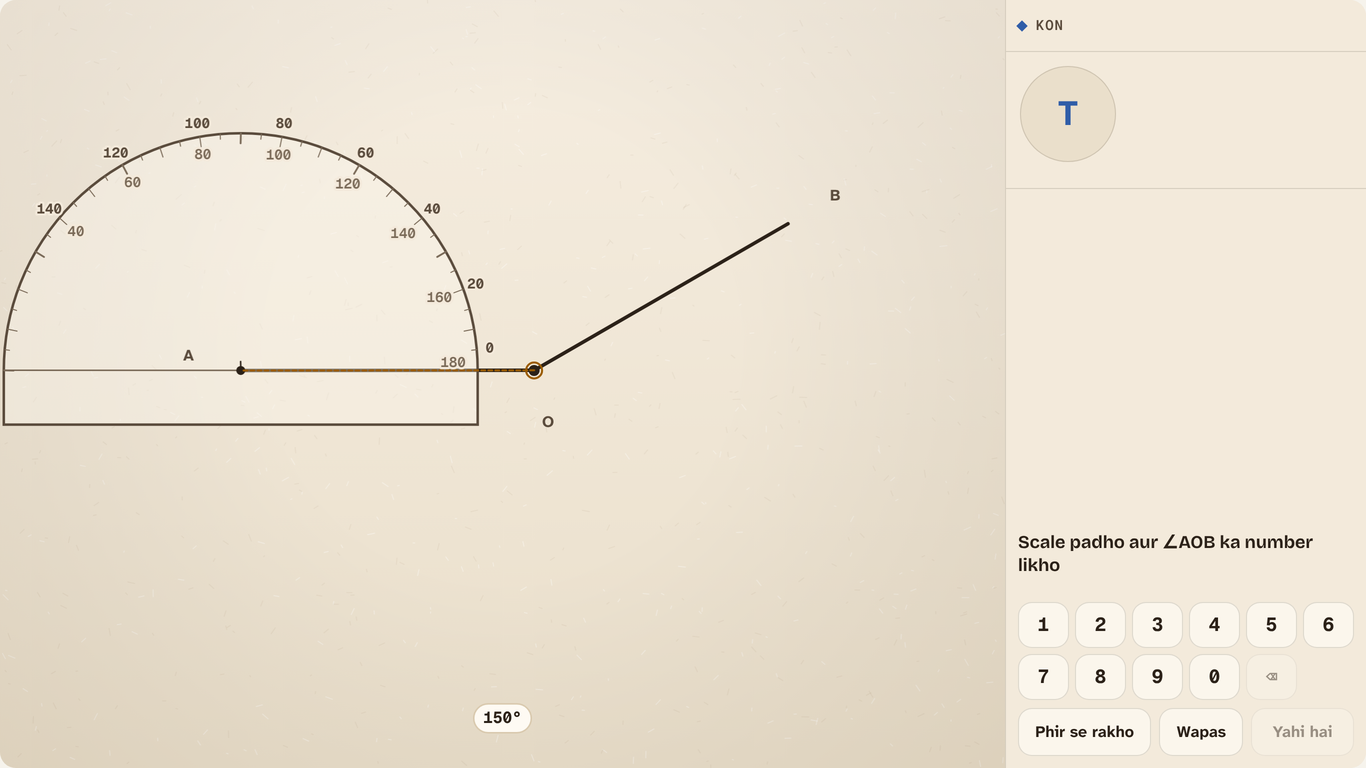 KON
T
100 80
80 100
120 60
60 120
140 40
40 140
20
160
0
180
A
B
O
150°
Scale padho aur ∠AOB ka number
likho
1 2 3 4 5 6
7 8 9 0 ⌫
Phir se rakho Wapas Yahi hai